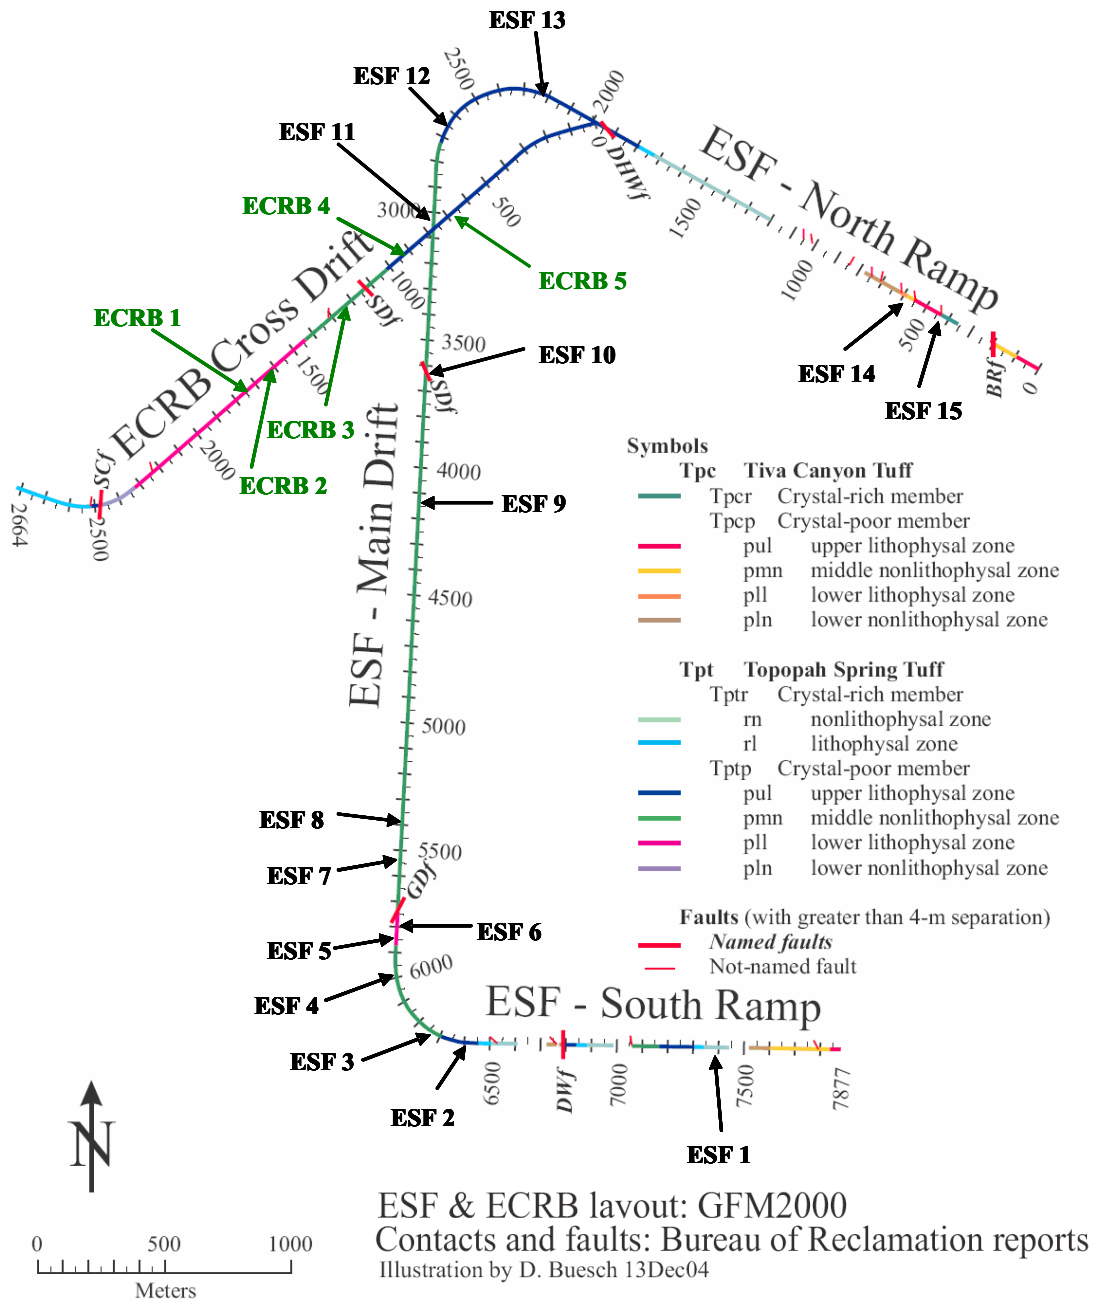 ESF 13
ESF 12
2500
2000
ESF 11
0
DHWf
ESF - North Ramp
ECRB 4
3000
500
1500
ECRB 5
1000
ECRB Cross Drift
SDf
1000
ECRB 1
500
ESF 14
ESF 15
BRf
0
3500
ESF 10
SDf
1500
ECRB 3
ECRB 2
2000
SCf
2500
2664
4000
ESF 9
ESF - Main Drift
4500
5000
ESF 8
5500
ESF 7
GDf
ESF 6
ESF 5
6000
ESF 4
ESF - South Ramp
ESF 3
ESF 2
6500
DWf
7000
7500
7877
ESF 1
Symbols
Tpc Tiva Canyon Tuff
Tpcr Crystal-rich member
Tpcp Crystal-poor member
pul upper lithophysal zone
pmn middle nonlithophysal zone
pll lower lithophysal zone
pln lower nonlithophysal zone
Tpt Topopah Spring Tuff
Tptr Crystal-rich member
rn nonlithophysal zone
rl lithophysal zone
Tptp Crystal-poor member
pul upper lithophysal zone
pmn middle nonlithophysal zone
pll lower lithophysal zone
pln lower nonlithophysal zone
Faults (with greater than 4-m separation)
Named faults
Not-named fault
N
0 500 1000
Meters
ESF & ECRB layout: GFM2000
Contacts and faults: Bureau of Reclamation reports
Illustration by D. Buesch 13Dec04